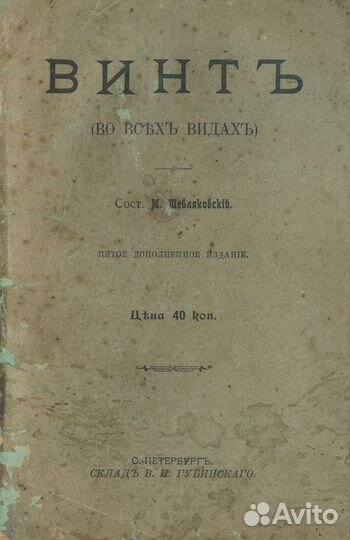 ВИНТЪ
(ВО ВСѢХЪ ВИДАХЪ)
Сост. М. Шевляковскій.
ПЯТОЕ ДОПОЛНЕННОЕ ИЗДАНІЕ.
Цѣна 40 коп.
С.-ПЕТЕРБУРГЪ.
СКЛАДЪ В. И. ГУБИНСКАГО.
Avito